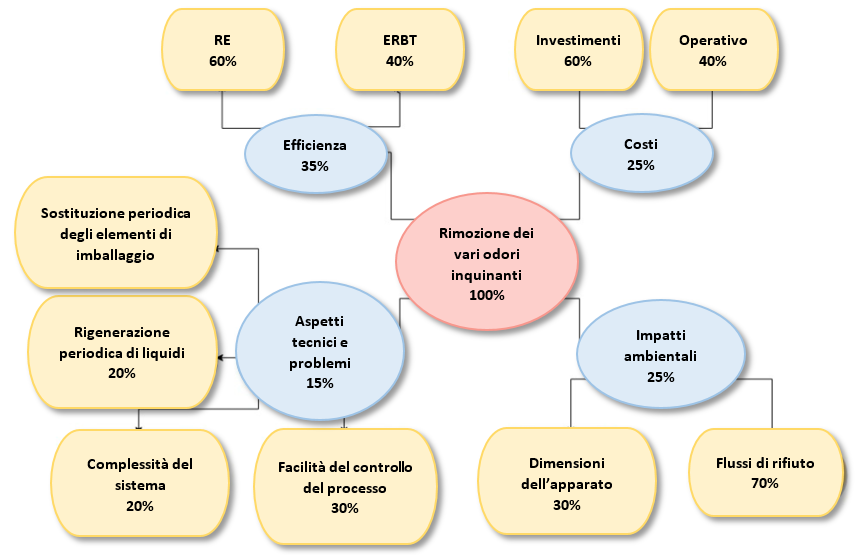 RE
60%
ERBT
40%
Investimenti
60%
Operativo
40%
Efficienza
35%
Costi
25%
Sostituzione periodica
degli elementi di
imballaggio
Rimozione dei
vari odori
inquinanti
100%
Rigenerazione
periodica di liquidi
20%
Aspetti
tecnici e
problemi
15%
Impatti
ambientali
25%
Complessità del
sistema
20%
Facilità del controllo
del processo
30%
Dimensioni
dell’apparato
30%
Flussi di rifiuto
70%